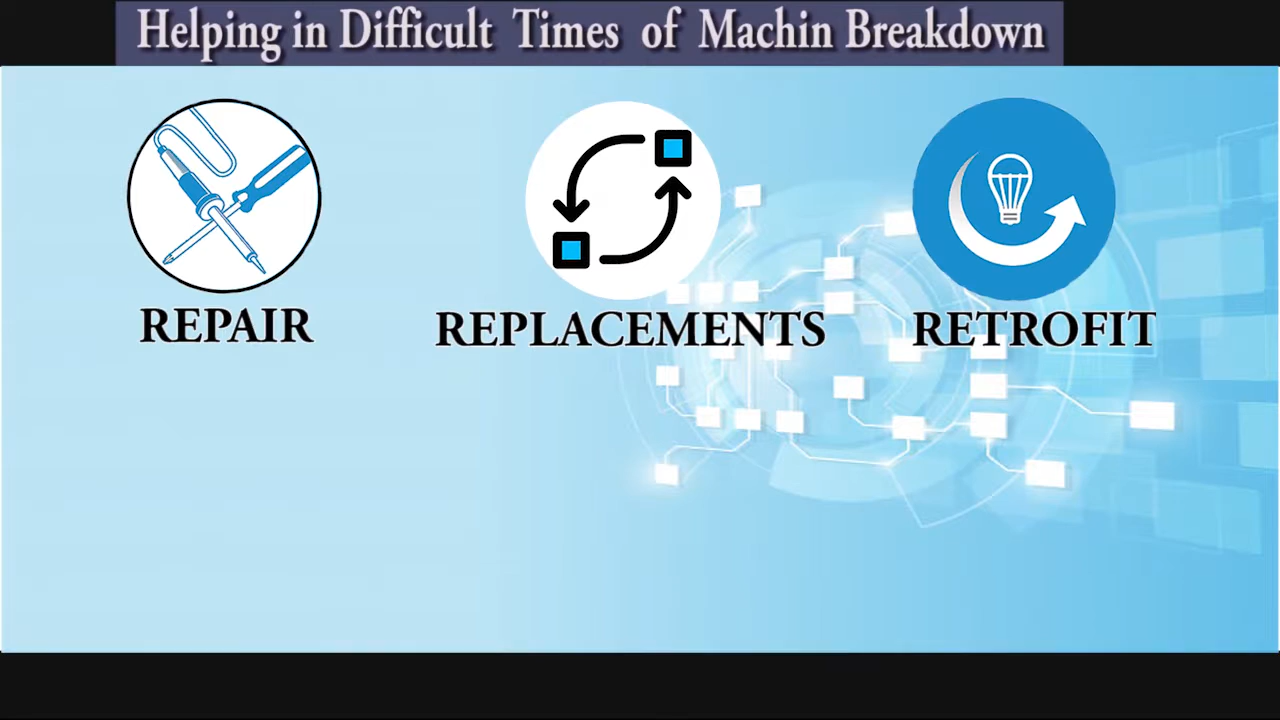 Helping in Difficult Times of Machin Breakdown
REPAIR
REPLACEMENTS
RETROFIT